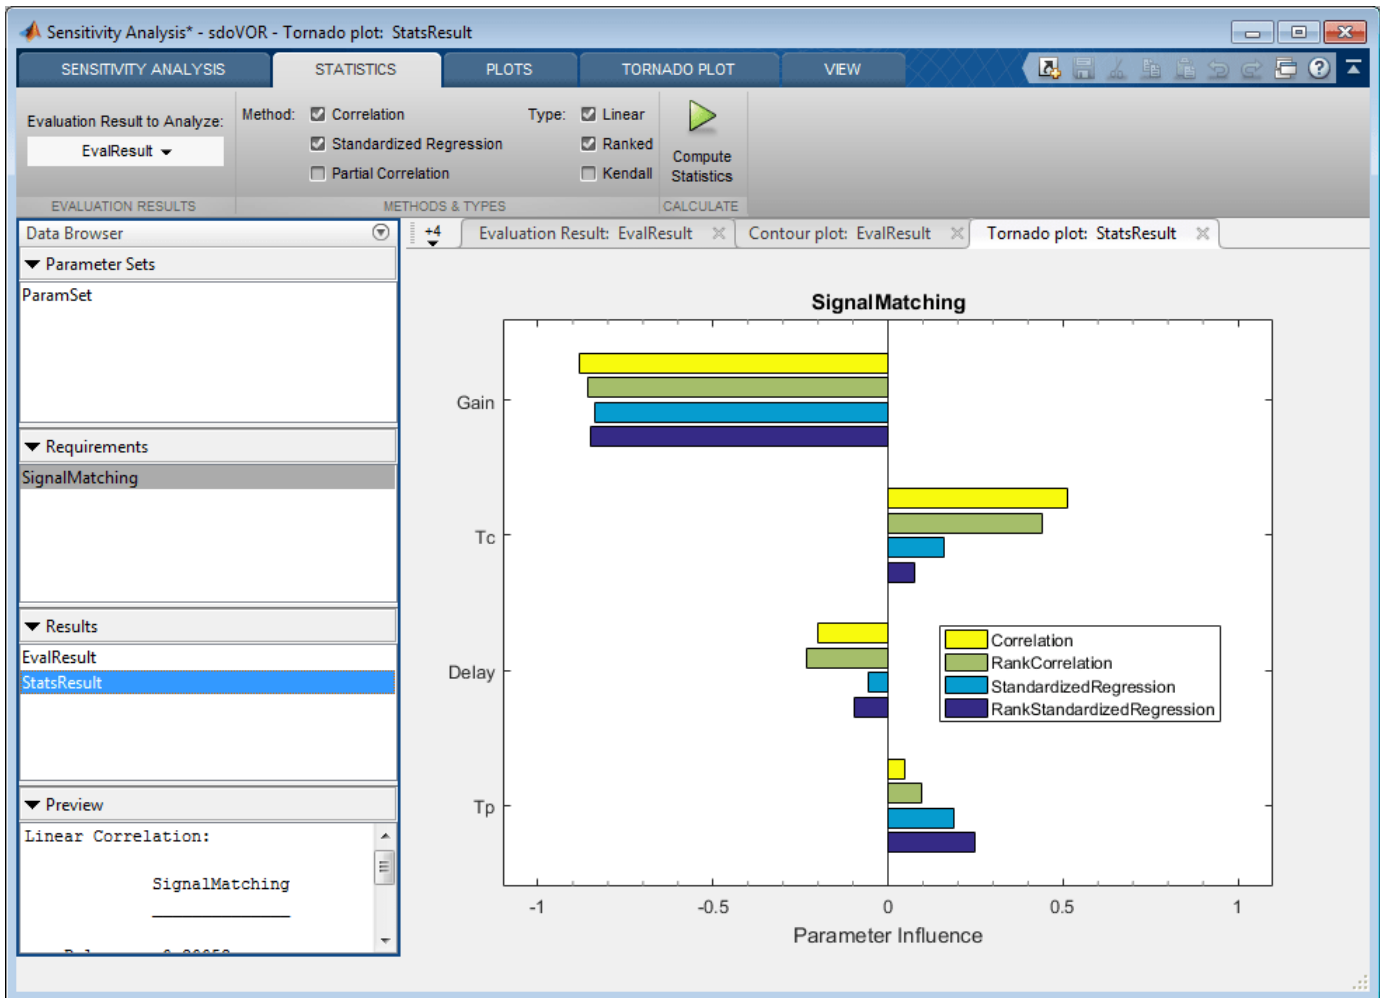 Sensitivity Analysis* - sdoVOR - Tornado plot: StatsResult
SENSITIVITY ANALYSIS
STATISTICS
PLOTS
TORNADO PLOT
VIEW
Evaluation Result to Analyze:
EvalResult
EVALUATION RESULTS
Method:
Correlation
Standardized Regression
Partial Correlation
Type:
Linear
Ranked
Kendall
METHODS & TYPES
Compute
Statistics
CALCULATE
Data Browser
Parameter Sets
ParamSet
Requirements
SignalMatching
Results
EvalResult
StatsResult
Preview
Linear Correlation:
SignalMatching
+4
Evaluation Result: EvalResult
Contour plot: EvalResult
Tornado plot: StatsResult
SignalMatching
Gain
Tc
Delay
Tp
Correlation
RankCorrelation
StandardizedRegression
RankStandardizedRegression
-1
-0.5
0
0.5
1
Parameter Influence